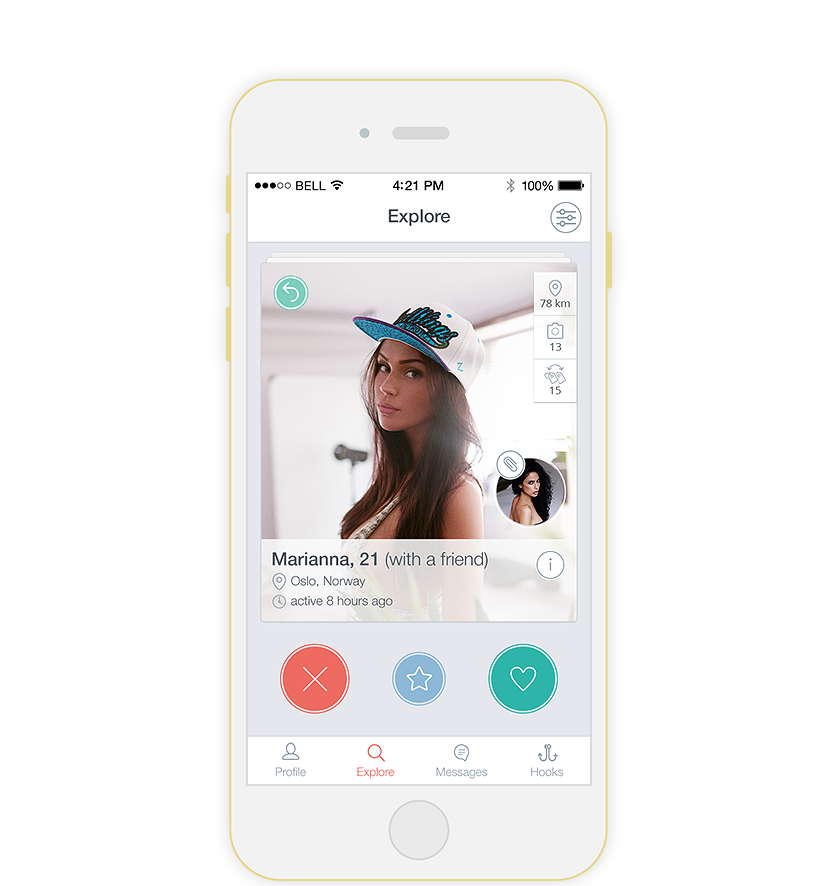 BELL 4:21 PM 100%
Explore
78 km
13
15
Marianna, 21 (with a friend)
Oslo, Norway
active 8 hours ago
Profile Explore Messages Hooks